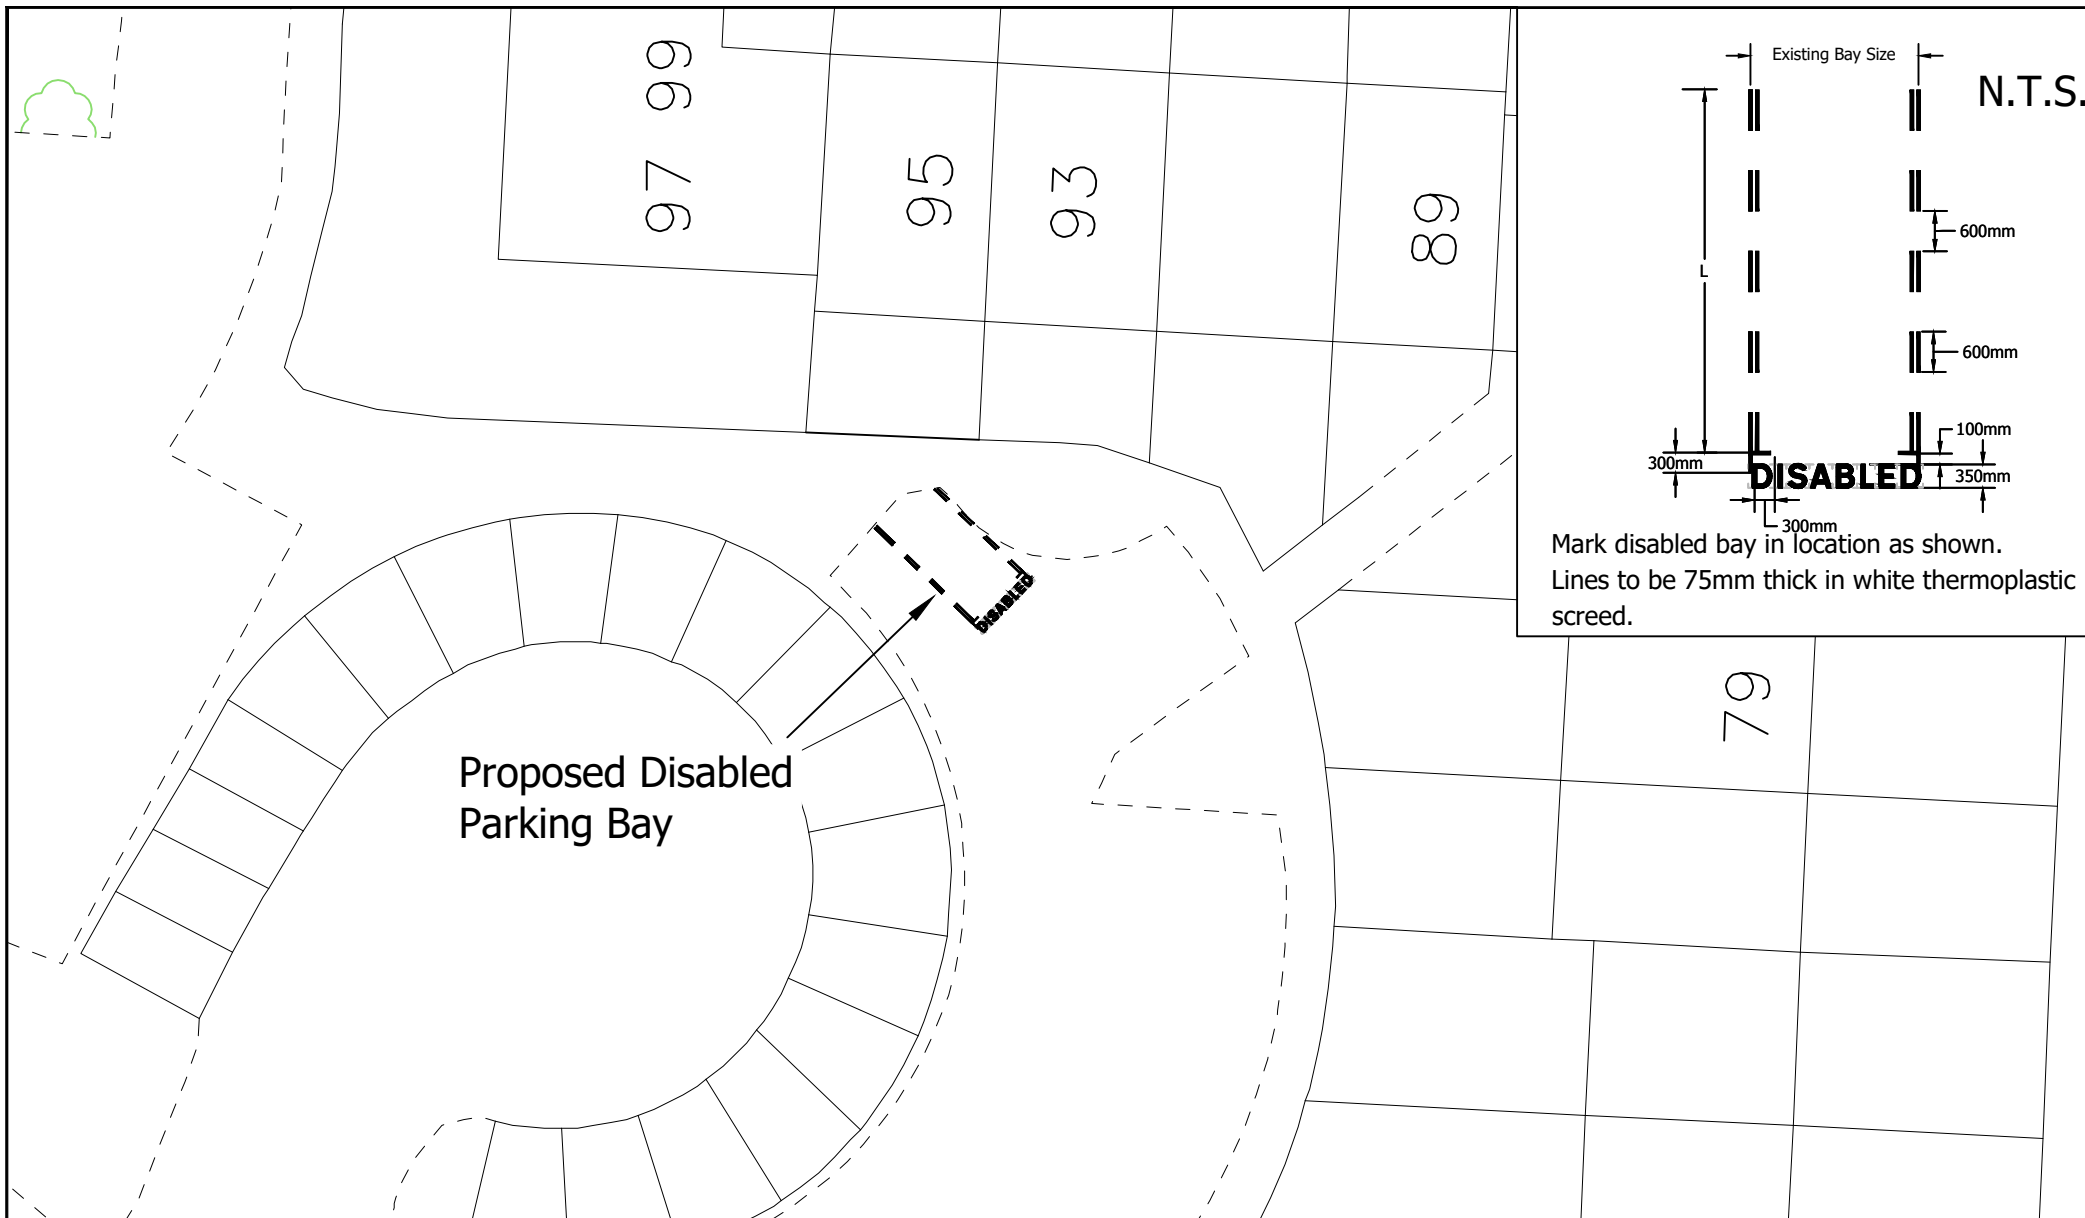 97 99
95
93
89
79
Proposed Disabled
Parking Bay
DISABLED
Existing Bay Size
N.T.S.
L
600mm
600mm
100mm
300mm
350mm
DISABLED
300mm
Mark disabled bay in location as shown.
Lines to be 75mm thick in white thermoplastic
screed.